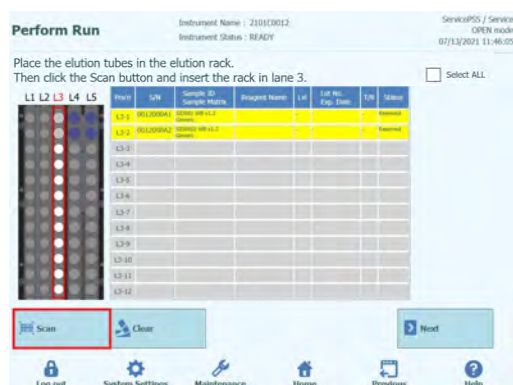 Perform Run
Instrument Name : 2101C0012
Instrument Status : READY
ServicePSS / Service
OPEN mode
07/13/2021 11:46:05
Place the elution tubes in the elution rack.
Then click the Scan button and insert the rack in lane 3.
Select ALL
L1 L2 L3 L4 L5
Pos'n S/N Sample ID Reagent Name Lvl Lot No. T/N Status
Sample Matrix Exp. Date
L3-1 Reserved
L3-2 Reserved
L3-3
L3-4
L3-5
L3-6
L3-7
L3-8
L3-9
L3-10
L3-11
L3-12
Scan
Clear
Next
Log out
System Settings
Maintenance
Home
Previous
Help